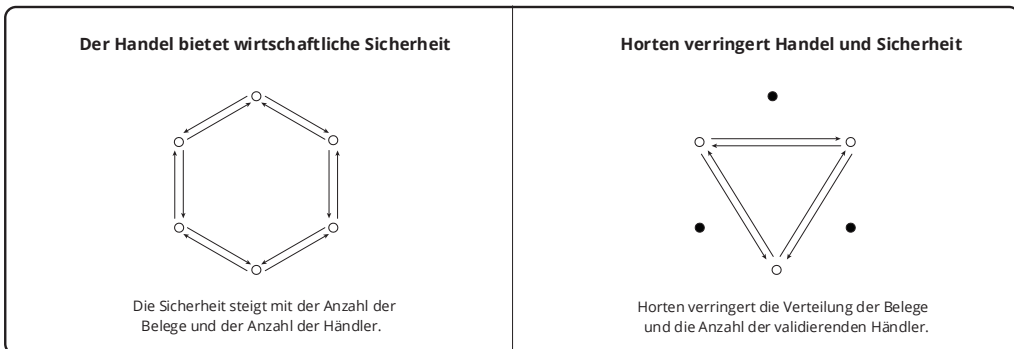 Der Handel bietet wirtschaftliche Sicherheit
Die Sicherheit steigt mit der Anzahl der
Belege und der Anzahl der Händler.
Horten verringert Handel und Sicherheit
Horten verringert die Verteilung der Belege
und die Anzahl der validierenden Händler.